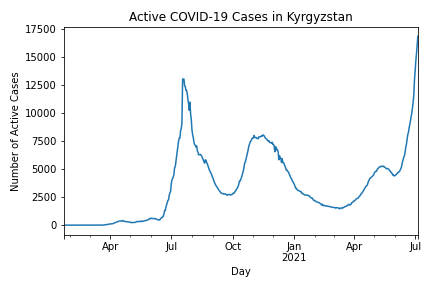 Active COVID-19 Cases in Kyrgyzstan
17500
15000
12500
10000
7500
5000
2500
0
Number of Active Cases
Apr Jul Oct Jan Apr Jul
2021
Day